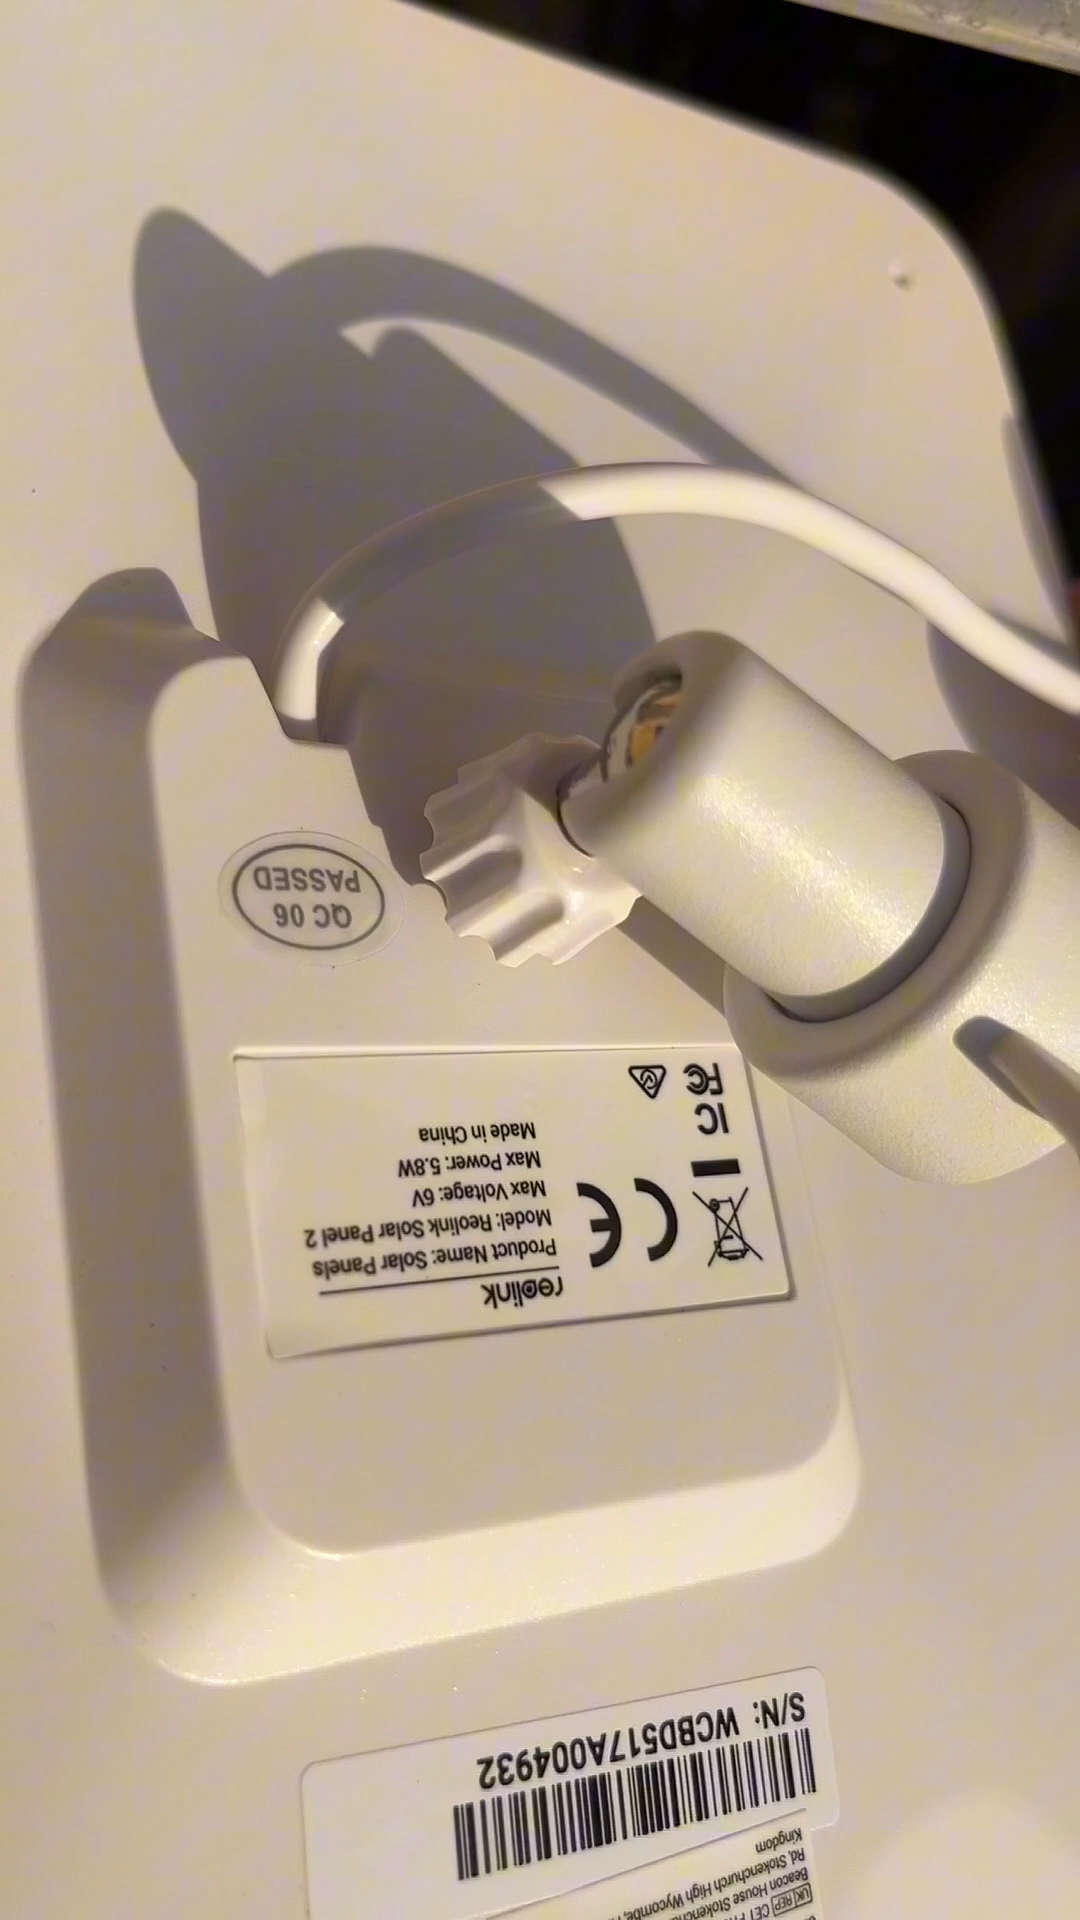 reolink
Product Name: Solar Panels
Model: Reolink Solar Panel 2
Max Voltage: 6V
Max Power: 5.8W
Made in China
CE
IC
FC
QC 06
PASSED
S/N: WCBD517A004932
UK REP CET
Beacon House Stokenchurch
Rd, Stokenchurch High Wycombe,
Kingdom